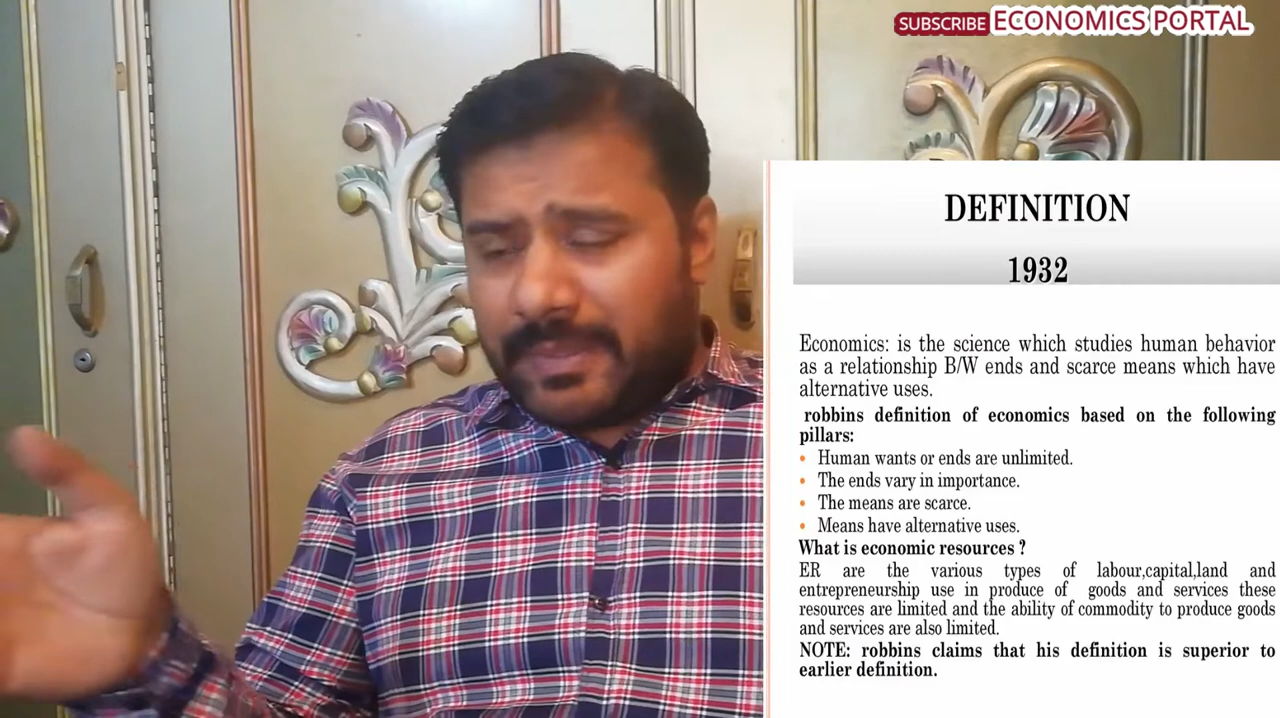 SUBSCRIBE ECONOMICS PORTAL
DEFINITION
1932
Economics: is the science which studies human behavior
as a relationship B/W ends and scarce means which have
alternative uses.
robbins definition of economics based on the following
pillars:
• Human wants or ends are unlimited.
• The ends vary in importance.
• The means are scarce.
• Means have alternative uses.
What is economic resources ?
ER are the various types of labour,capital,land and
entrepreneurship use in produce of goods and services these
resources are limited and the ability of commodity to produce goods
and services are also limited.
NOTE: robbins claims that his definition is superior to
earlier definition.